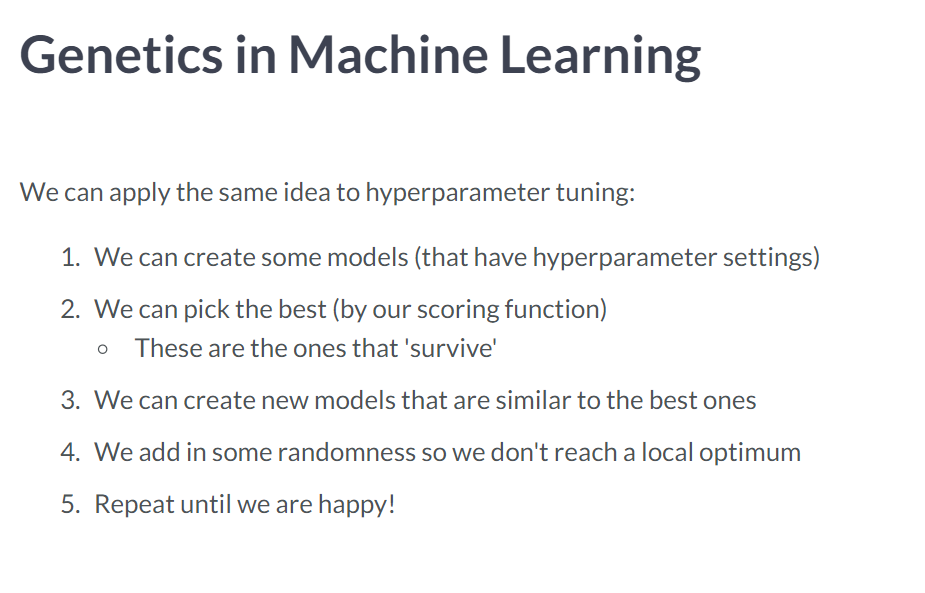 Genetics in Machine Learning
We can apply the same idea to hyperparameter tuning:
1. We can create some models (that have hyperparameter settings)
2. We can pick the best (by our scoring function)
○ These are the ones that 'survive'
3. We can create new models that are similar to the best ones
4. We add in some randomness so we don't reach a local optimum
5. Repeat until we are happy!